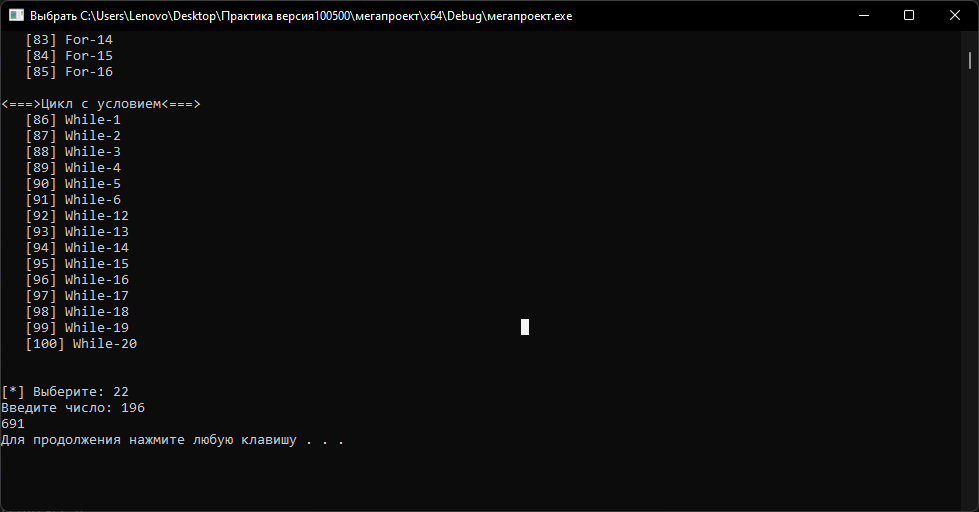 Выбрать C:\Users\Lenovo\Desktop\Практика версия100500\мегапроект\x64\Debug\мегапроект.exe
[83] For-14
[84] For-15
[85] For-16
<===>Цикл с условием<===>
[86] While-1
[87] While-2
[88] While-3
[89] While-4
[90] While-5
[91] While-6
[92] While-12
[93] While-13
[94] While-14
[95] While-15
[96] While-16
[97] While-17
[98] While-18
[99] While-19
[100] While-20
[*] Выберите: 22
Введите число: 196
691
Для продолжения нажмите любую клавишу . . .